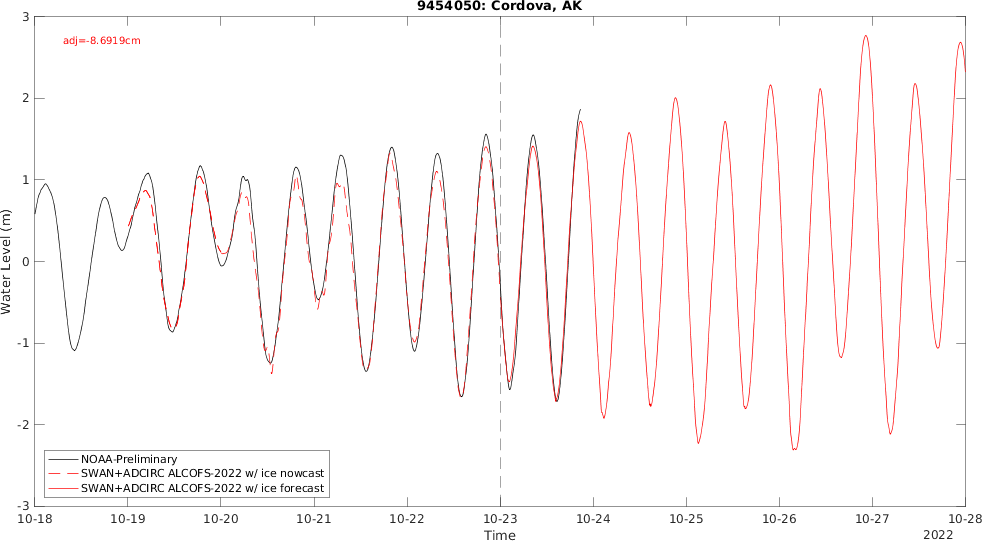 9454050: Cordova, AK
adj=-8.6919cm
3
2
1
0
-1
-2
-3
Water Level (m)
NOAA-Preliminary
SWAN+ADCIRC ALCOFS-2022 w/ ice nowcast
SWAN+ADCIRC ALCOFS-2022 w/ ice forecast
10-18 10-19 10-20 10-21 10-22 10-23 10-24 10-25 10-26 10-27 10-28
Time
2022